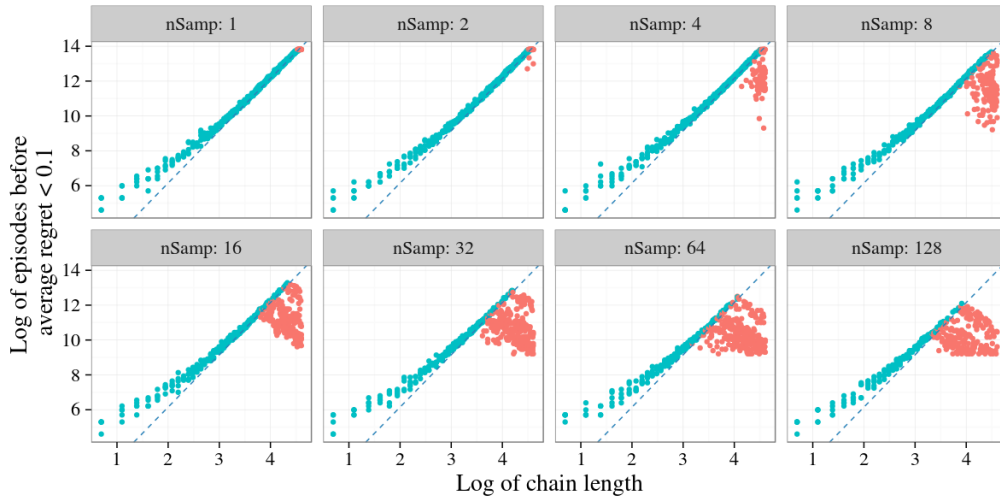 nSamp: 1
nSamp: 2
nSamp: 4
nSamp: 8
14
12
10
8
6
nSamp: 16
nSamp: 32
nSamp: 64
nSamp: 128
14
12
10
8
6
1 2 3 4
1 2 3 4
1 2 3 4
1 2 3 4
Log of episodes before
average regret < 0.1
Log of chain length